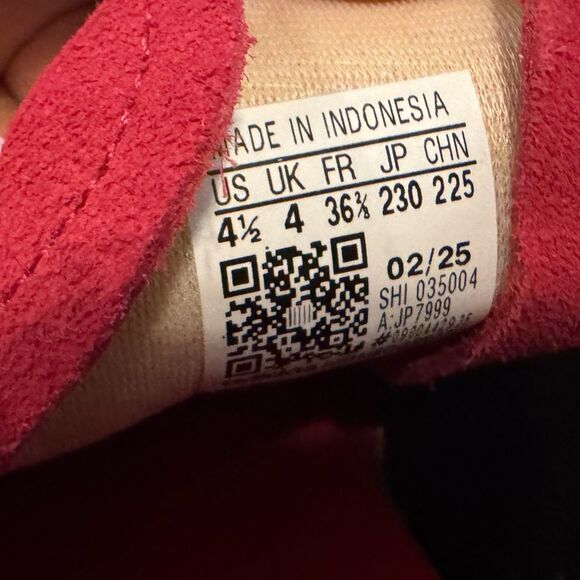 MADE IN INDONESIA
US UK FR JP CHN
4½ 4 36⅔ 230 225
02/25
SHI 035004
A:JP7999